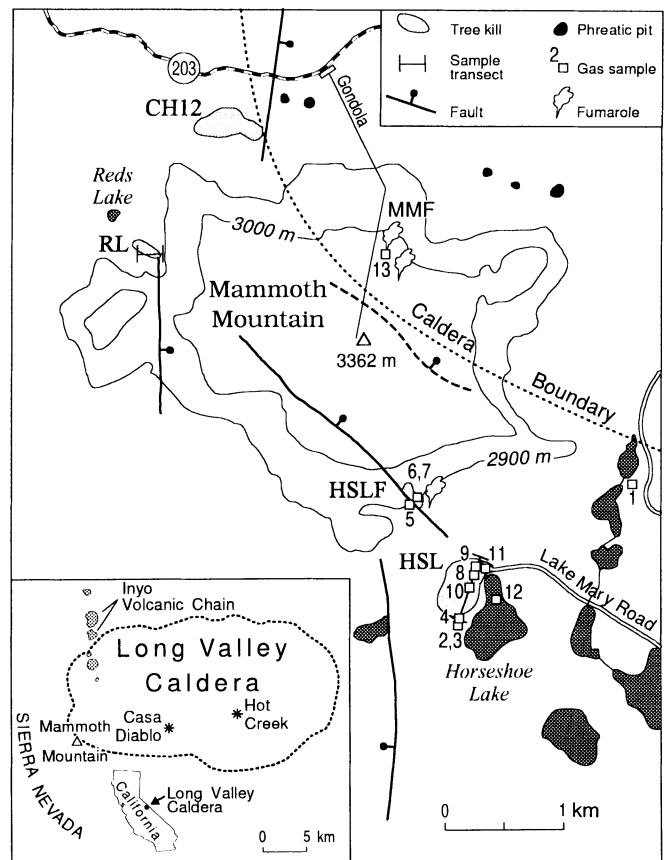 Tree kill
Phreatic pit
Sample
transect
2
Gas sample
Fault
Fumarole
203
Gondola
CH12
Reds
Lake
RL
3000 m
MMF
13
Mammoth
Mountain
3362 m
Caldera
Boundary
2900 m
6,7
HSLF
5
1
HSL
9
11
8
10
12
4
2,3
Lake Mary Road
Horseshoe
Lake
Inyo
Volcanic Chain
Long Valley
Caldera
Casa
Diablo
Hot
Creek
Mammoth
Mountain
SIERRA NEVADA
California
Long Valley
Caldera
0 5 km
0 1 km